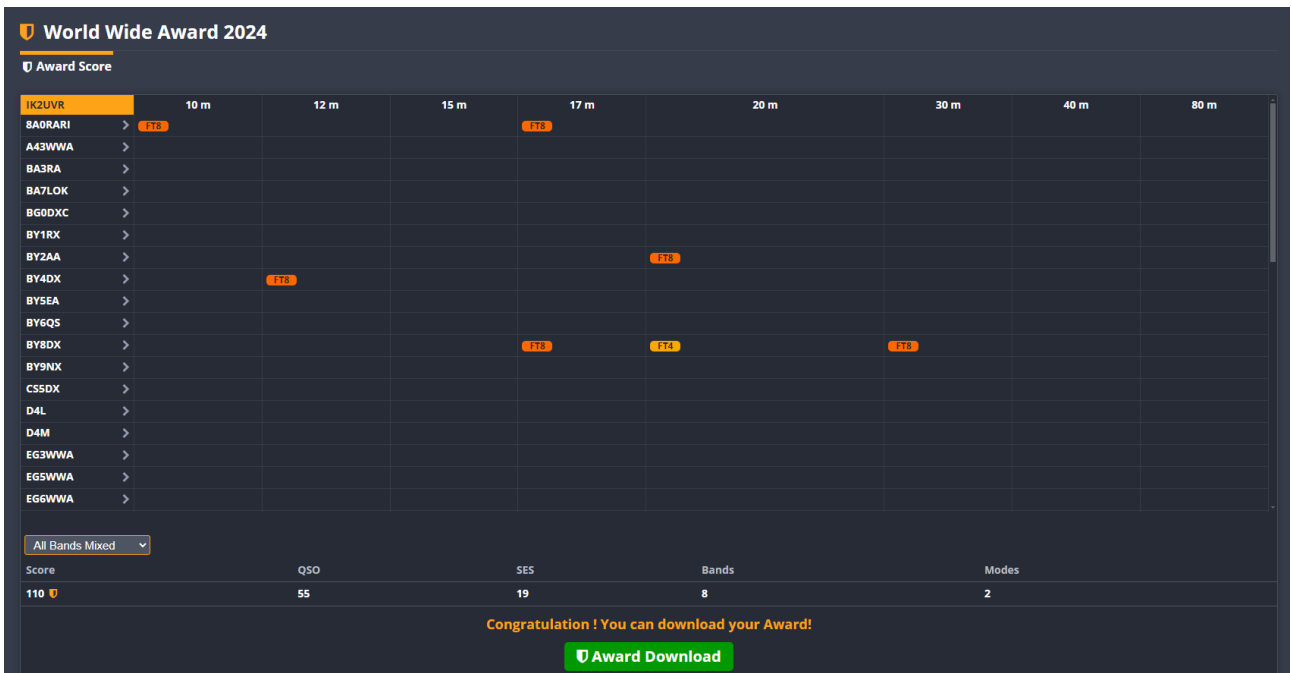 World Wide Award 2024
Award Score
IK2UVR 10 m 12 m 15 m 17 m 20 m 30 m 40 m 80 m
8A0RARI FT8 FT8
A43WWA
BA3RA
BA7LOK
BG0DXC
BY1RX
BY2AA FT8
BY4DX FT8
BY5EA
BY6QS
BY8DX FT8 FT4 FT8
BY9NX
CS5DX
D4L
D4M
EG3WWA
EG5WWA
EG6WWA
All Bands Mixed
Score QSO SES Bands Modes
110 55 19 8 2
Congratulation ! You can download your Award!
Award Download